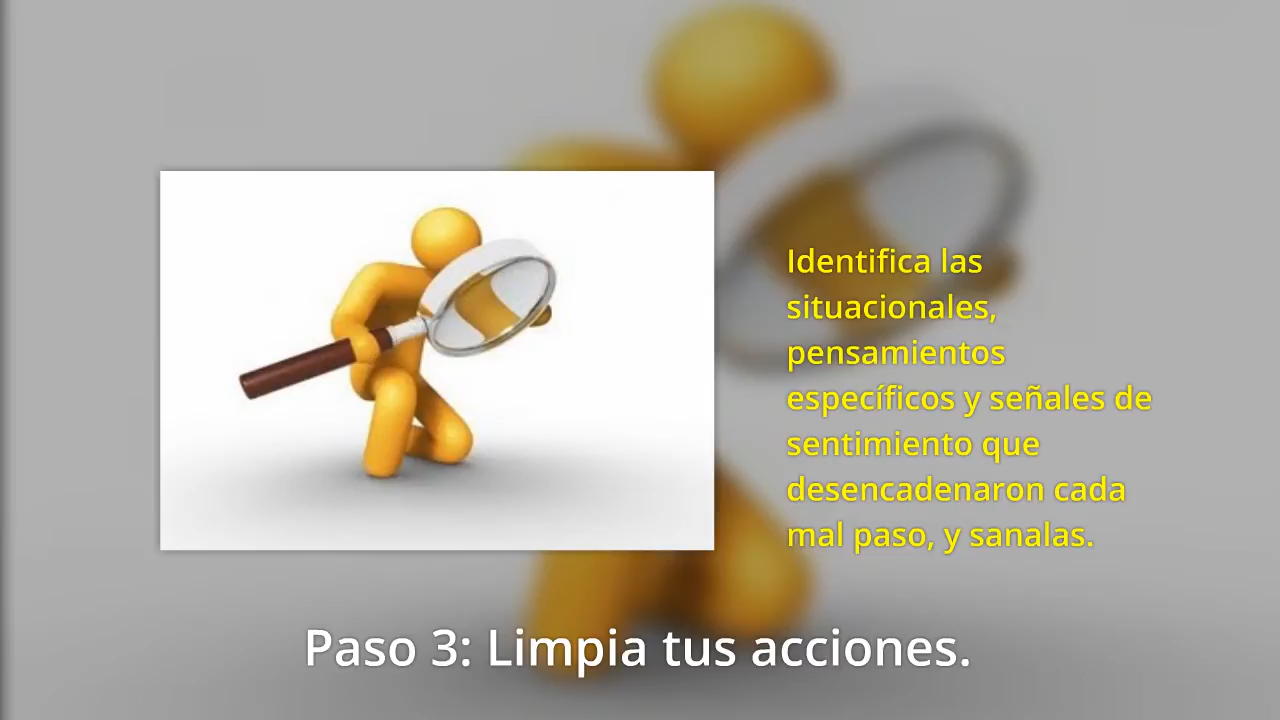 Identifica las
situacionales,
pensamientos
específicos y señales de
sentimiento que
desencadenaron cada
mal paso, y sanalas.
Paso 3: Limpia tus acciones.